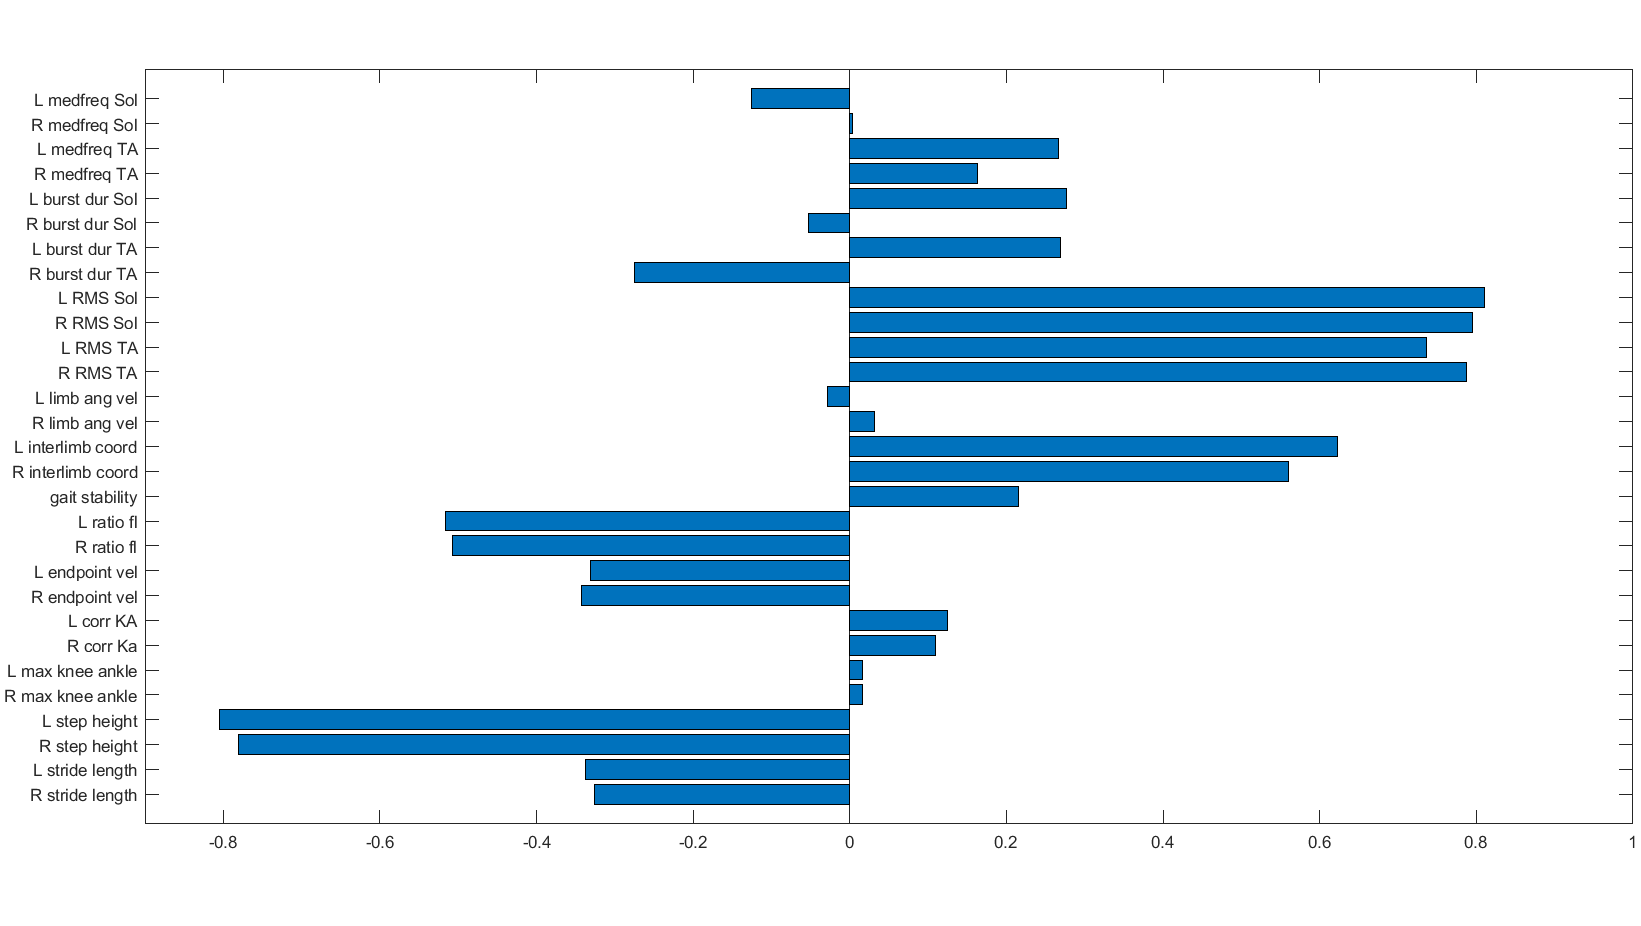 L medfreq Sol
R medfreq Sol
L medfreq TA
R medfreq TA
L burst dur Sol
R burst dur Sol
L burst dur TA
R burst dur TA
L RMS Sol
R RMS Sol
L RMS TA
R RMS TA
L limb ang vel
R limb ang vel
L interlimb coord
R interlimb coord
gait stability
L ratio fl
R ratio fl
L endpoint vel
R endpoint vel
L corr KA
R corr Ka
L max knee ankle
R max knee ankle
L step height
R step height
L stride length
R stride length
-0.8 -0.6 -0.4 -0.2 0 0.2 0.4 0.6 0.8 1